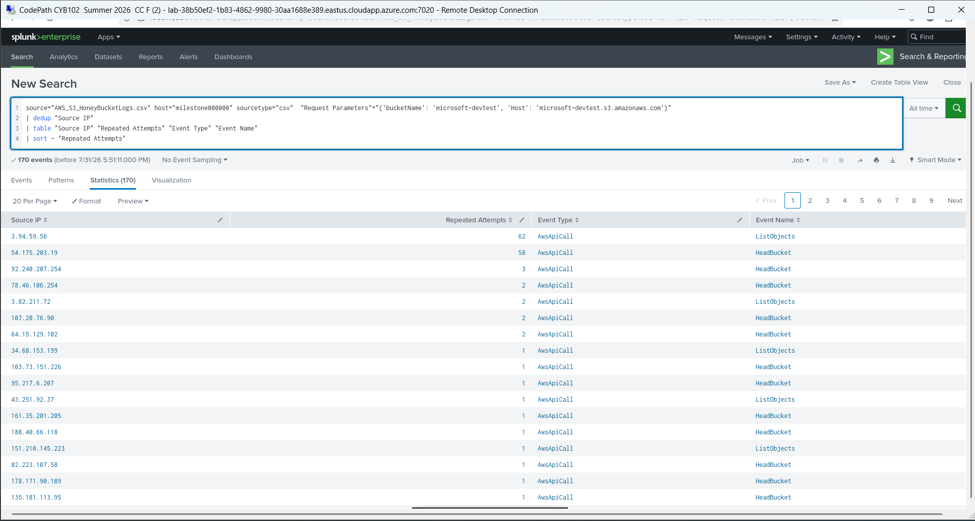 CodePath CYB102 Summer 2026 CC F (2) - lab-38b50ef2-1b83-4862-9980-30aa1688e389.eastus.cloudapp.azure.com:7020 - Remote Desktop Connection
splunk>enterprise Apps Messages Settings Activity Help Find
Search Analytics Datasets Reports Alerts Dashboards Search & Reporting
New Search Save As Create Table View Close
1 source="AWS_S3_HoneyBucketLogs.csv" host="milestone000000" sourcetype="csv" "Request Parameters"="{'bucketName': 'microsoft-devtest', 'Host': 'microsoft-devtest.s3.amazonaws.com'}"
2 | dedup "Source IP"
3 | table "Source IP" "Repeated Attempts" "Event Type" "Event Name"
4 | sort - "Repeated Attempts"
All time
170 events (before 7/31/26 5:51:11.000 PM) No Event Sampling Job Smart Mode
Events Patterns Statistics (170) Visualization
20 Per Page Format Preview < Prev 1 2 3 4 5 6 7 8 9 Next
Source IP Repeated Attempts Event Type Event Name
3.94.59.56 62 AwsApiCall ListObjects
54.175.203.19 58 AwsApiCall HeadBucket
92.240.207.254 3 AwsApiCall HeadBucket
78.46.106.254 2 AwsApiCall HeadBucket
3.82.211.72 2 AwsApiCall ListObjects
107.20.76.90 2 AwsApiCall HeadBucket
64.15.129.102 2 AwsApiCall HeadBucket
34.68.153.199 1 AwsApiCall ListObjects
103.73.151.226 1 AwsApiCall HeadBucket
95.217.6.207 1 AwsApiCall HeadBucket
43.251.92.37 1 AwsApiCall ListObjects
161.35.201.205 1 AwsApiCall HeadBucket
188.40.66.118 1 AwsApiCall HeadBucket
151.210.145.223 1 AwsApiCall ListObjects
82.223.107.58 1 AwsApiCall HeadBucket
178.171.90.189 1 AwsApiCall HeadBucket
135.181.113.95 1 AwsApiCall HeadBucket